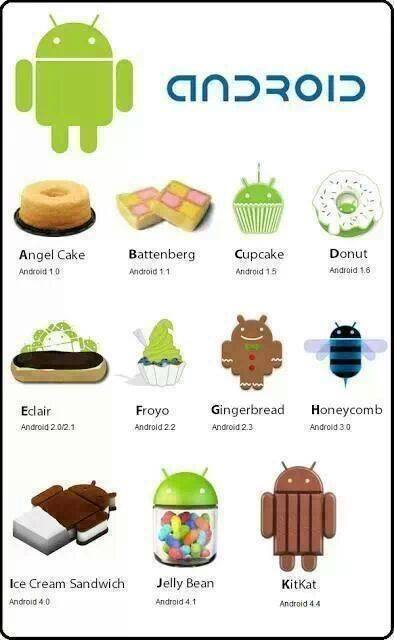 ANDROID
Angel Cake
Android 1.0
Battenberg
Android 1.1
Cupcake
Android 1.5
Donut
Android 1.6
Eclair
Android 2.0/2.1
Froyo
Android 2.2
Gingerbread
Android 2.3
Honeycomb
Android 3.0
Ice Cream Sandwich
Android 4.0
Jelly Bean
Android 4.1
KitKat
Android 4.4